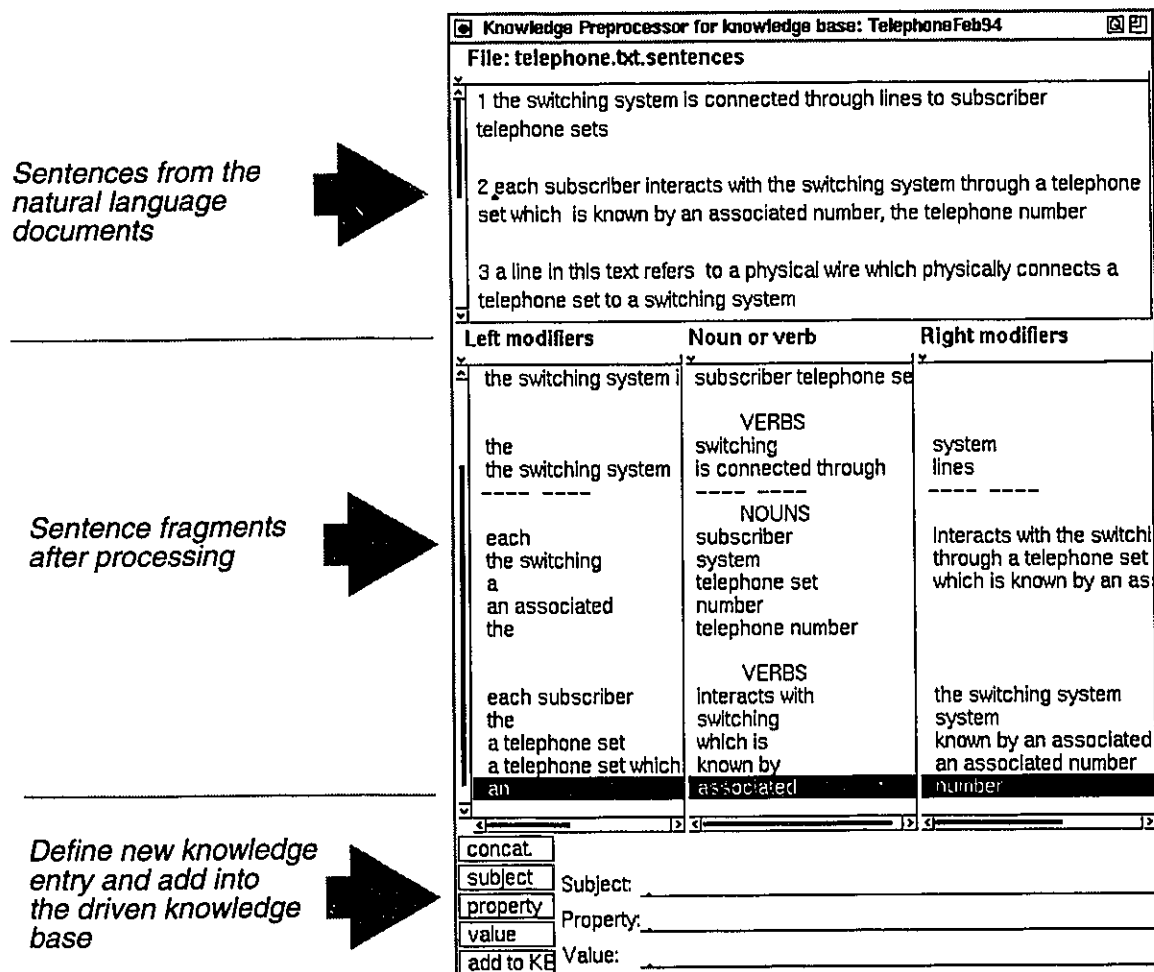 Knowledge Preprocessor for knowledge base: TelephoneFeb94
File: telephone.txt.sentences
1 the switching system is connected through lines to subscriber
telephone sets
2 each subscriber interacts with the switching system through a telephone
set which is known by an associated number, the telephone number
3 a line in this text refers to a physical wire which physically connects a
telephone set to a switching system
Sentences from the
natural language
documents
Left modifiers Noun or verb Right modifiers
the switching system i subscriber telephone se
VERBS
the switching system
the switching system is connected through lines
---- ---- ---- ---- ---- ----
NOUNS
each subscriber Interacts with the switchi
the switching system through a telephone set
a telephone set which is known by an as
an associated number
the telephone number
VERBS
each subscriber interacts with the switching system
the switching system
a telephone set which is known by an associated
a telephone set which known by an associated number
an associated number
Sentence fragments
after processing
Define new knowledge
entry and add into
the driven knowledge
base
concat.
subject Subject:
property Property:
value Value:
add to KB